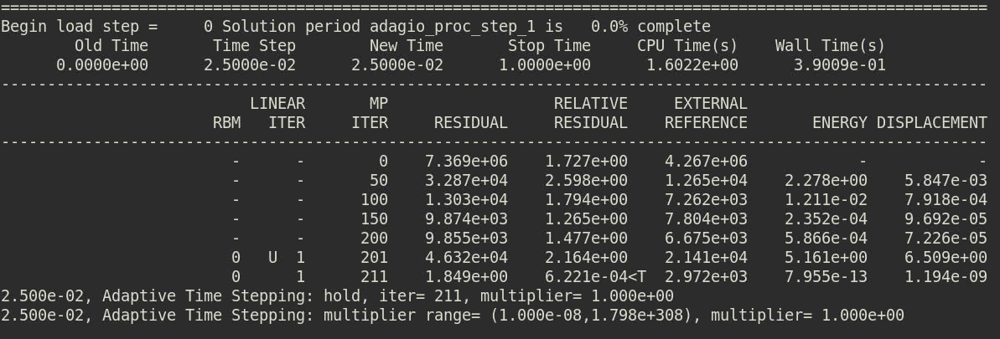 ===========================================================================================================
Begin load step =     0 Solution period adagio_proc_step_1 is   0.0% complete
        Old Time       Time Step        New Time       Stop Time     CPU Time(s)    Wall Time(s)
      0.0000e+00      2.5000e-02      2.5000e-02      1.0000e+00      1.6022e+00      3.9009e-01
-----------------------------------------------------------------------------------------------------------
                           LINEAR       MP                  RELATIVE     EXTERNAL
                       RBM   ITER     ITER     RESIDUAL     RESIDUAL    REFERENCE       ENERGY DISPLACEMENT
-----------------------------------------------------------------------------------------------------------
                         -      -        0    7.369e+06    1.727e+00    4.267e+06            -            -
                         -      -       50    3.287e+04    2.598e+00    1.265e+04    2.278e+00    5.847e-03
                         -      -      100    1.303e+04    1.794e+00    7.262e+03    1.211e-02    7.918e-04
                         -      -      150    9.874e+03    1.265e+00    7.804e+03    2.352e-04    9.692e-05
                         -      -      200    9.855e+03    1.477e+00    6.675e+03    5.866e-04    7.226e-05
                         0   U  1      201    4.632e+04    2.164e+00    2.141e+04    5.161e+00    6.509e+00
                         0      1      211    1.849e+00    6.221e-04<T  2.972e+03    7.955e-13    1.194e-09
2.500e-02, Adaptive Time Stepping: hold, iter= 211, multiplier= 1.000e+00
2.500e-02, Adaptive Time Stepping: multiplier range= (1.000e-08,1.798e+308), multiplier= 1.000e+00